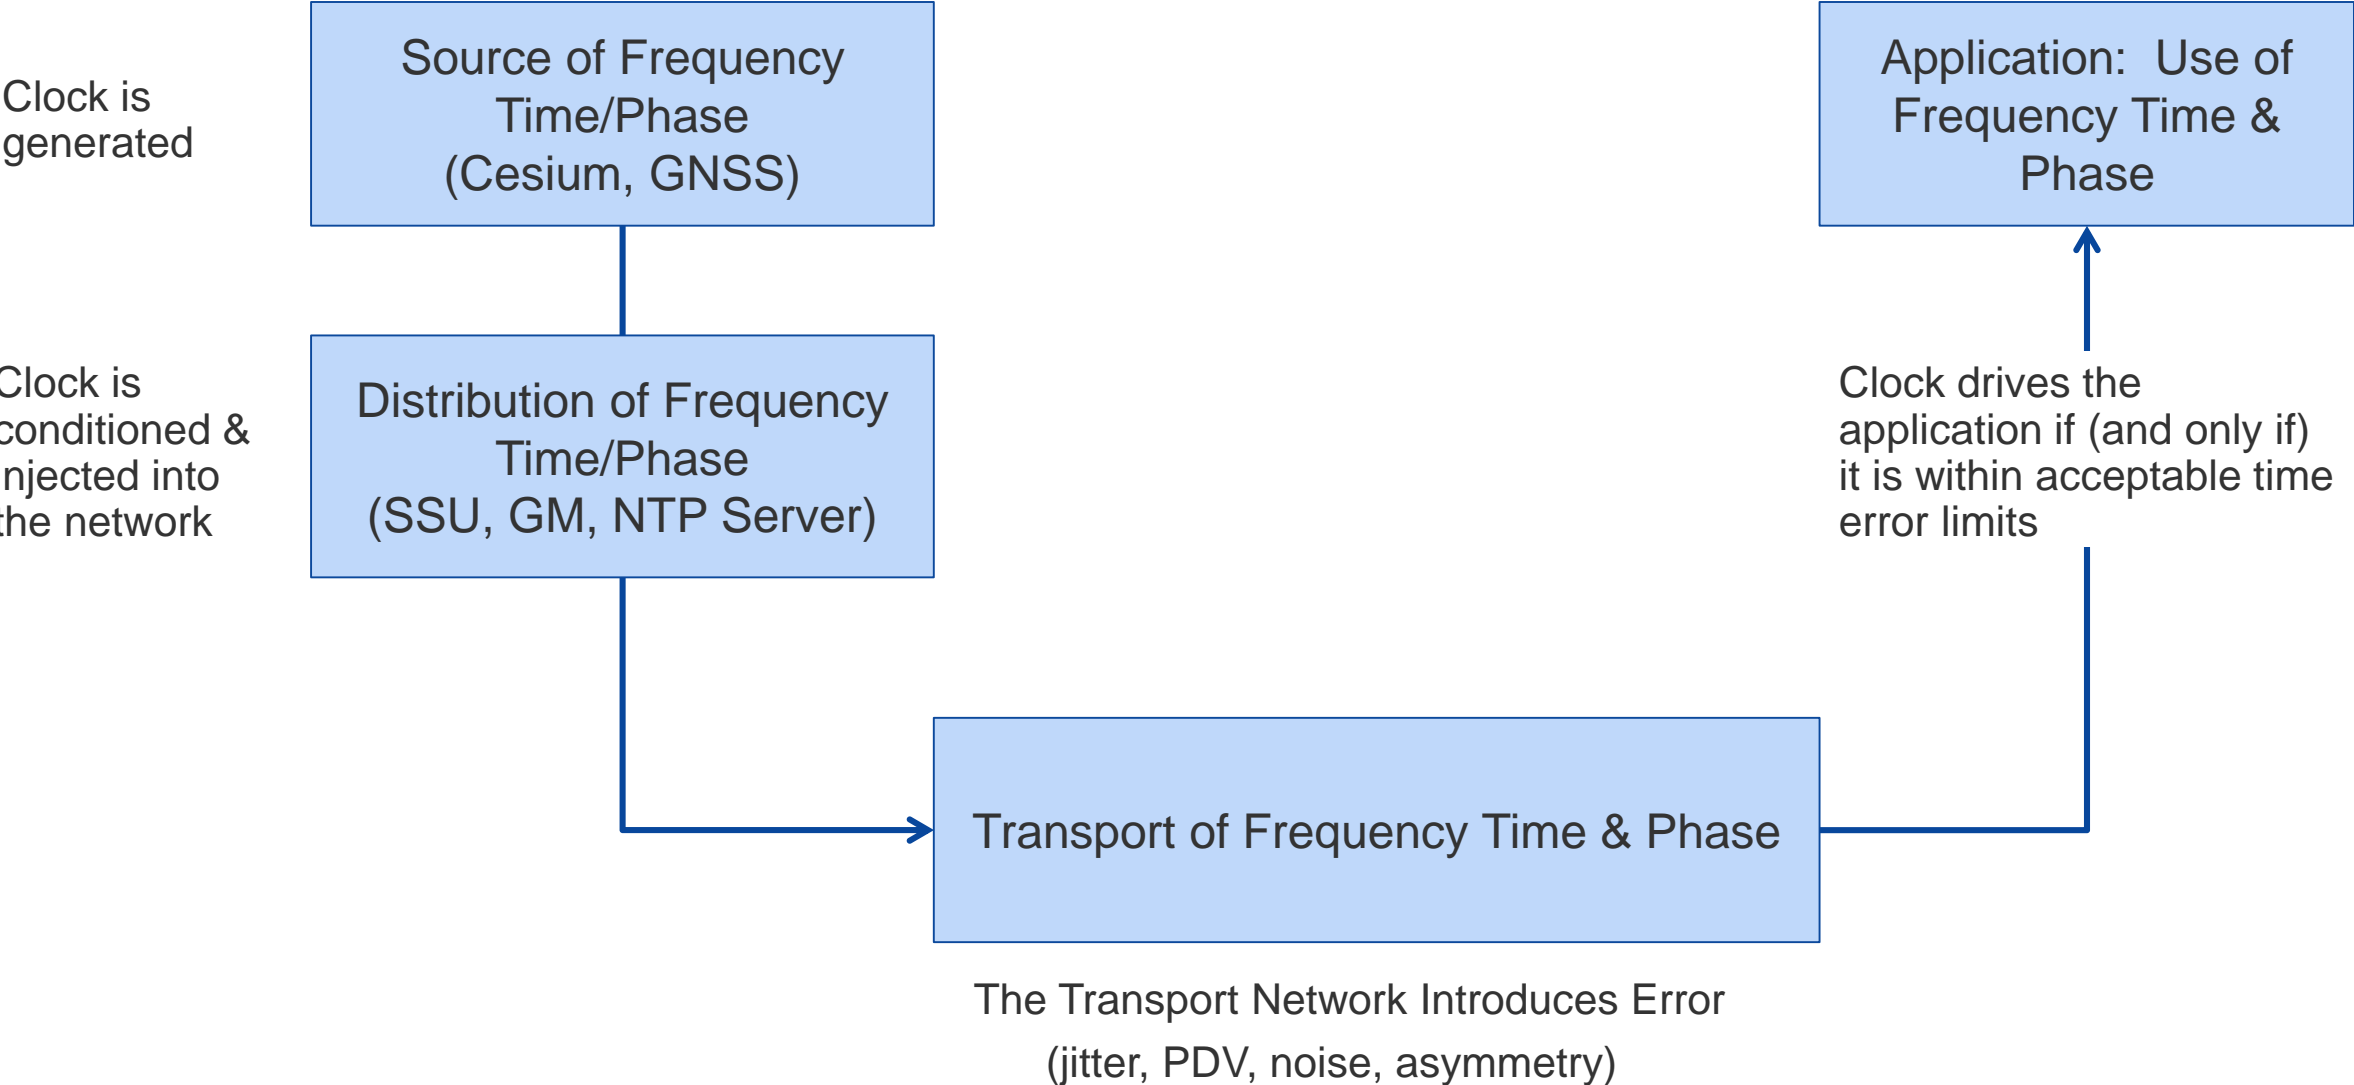 Clock is
generated
Source of Frequency
Time/Phase
(Cesium, GNSS)
Application:  Use of
Frequency Time &
Phase
Clock is
conditioned &
injected into
the network
Distribution of Frequency
Time/Phase
(SSU, GM, NTP Server)
Clock drives the
application if (and only if)
it is within acceptable time
error limits
Transport of Frequency Time & Phase
The Transport Network Introduces Error
(jitter, PDV, noise, asymmetry)